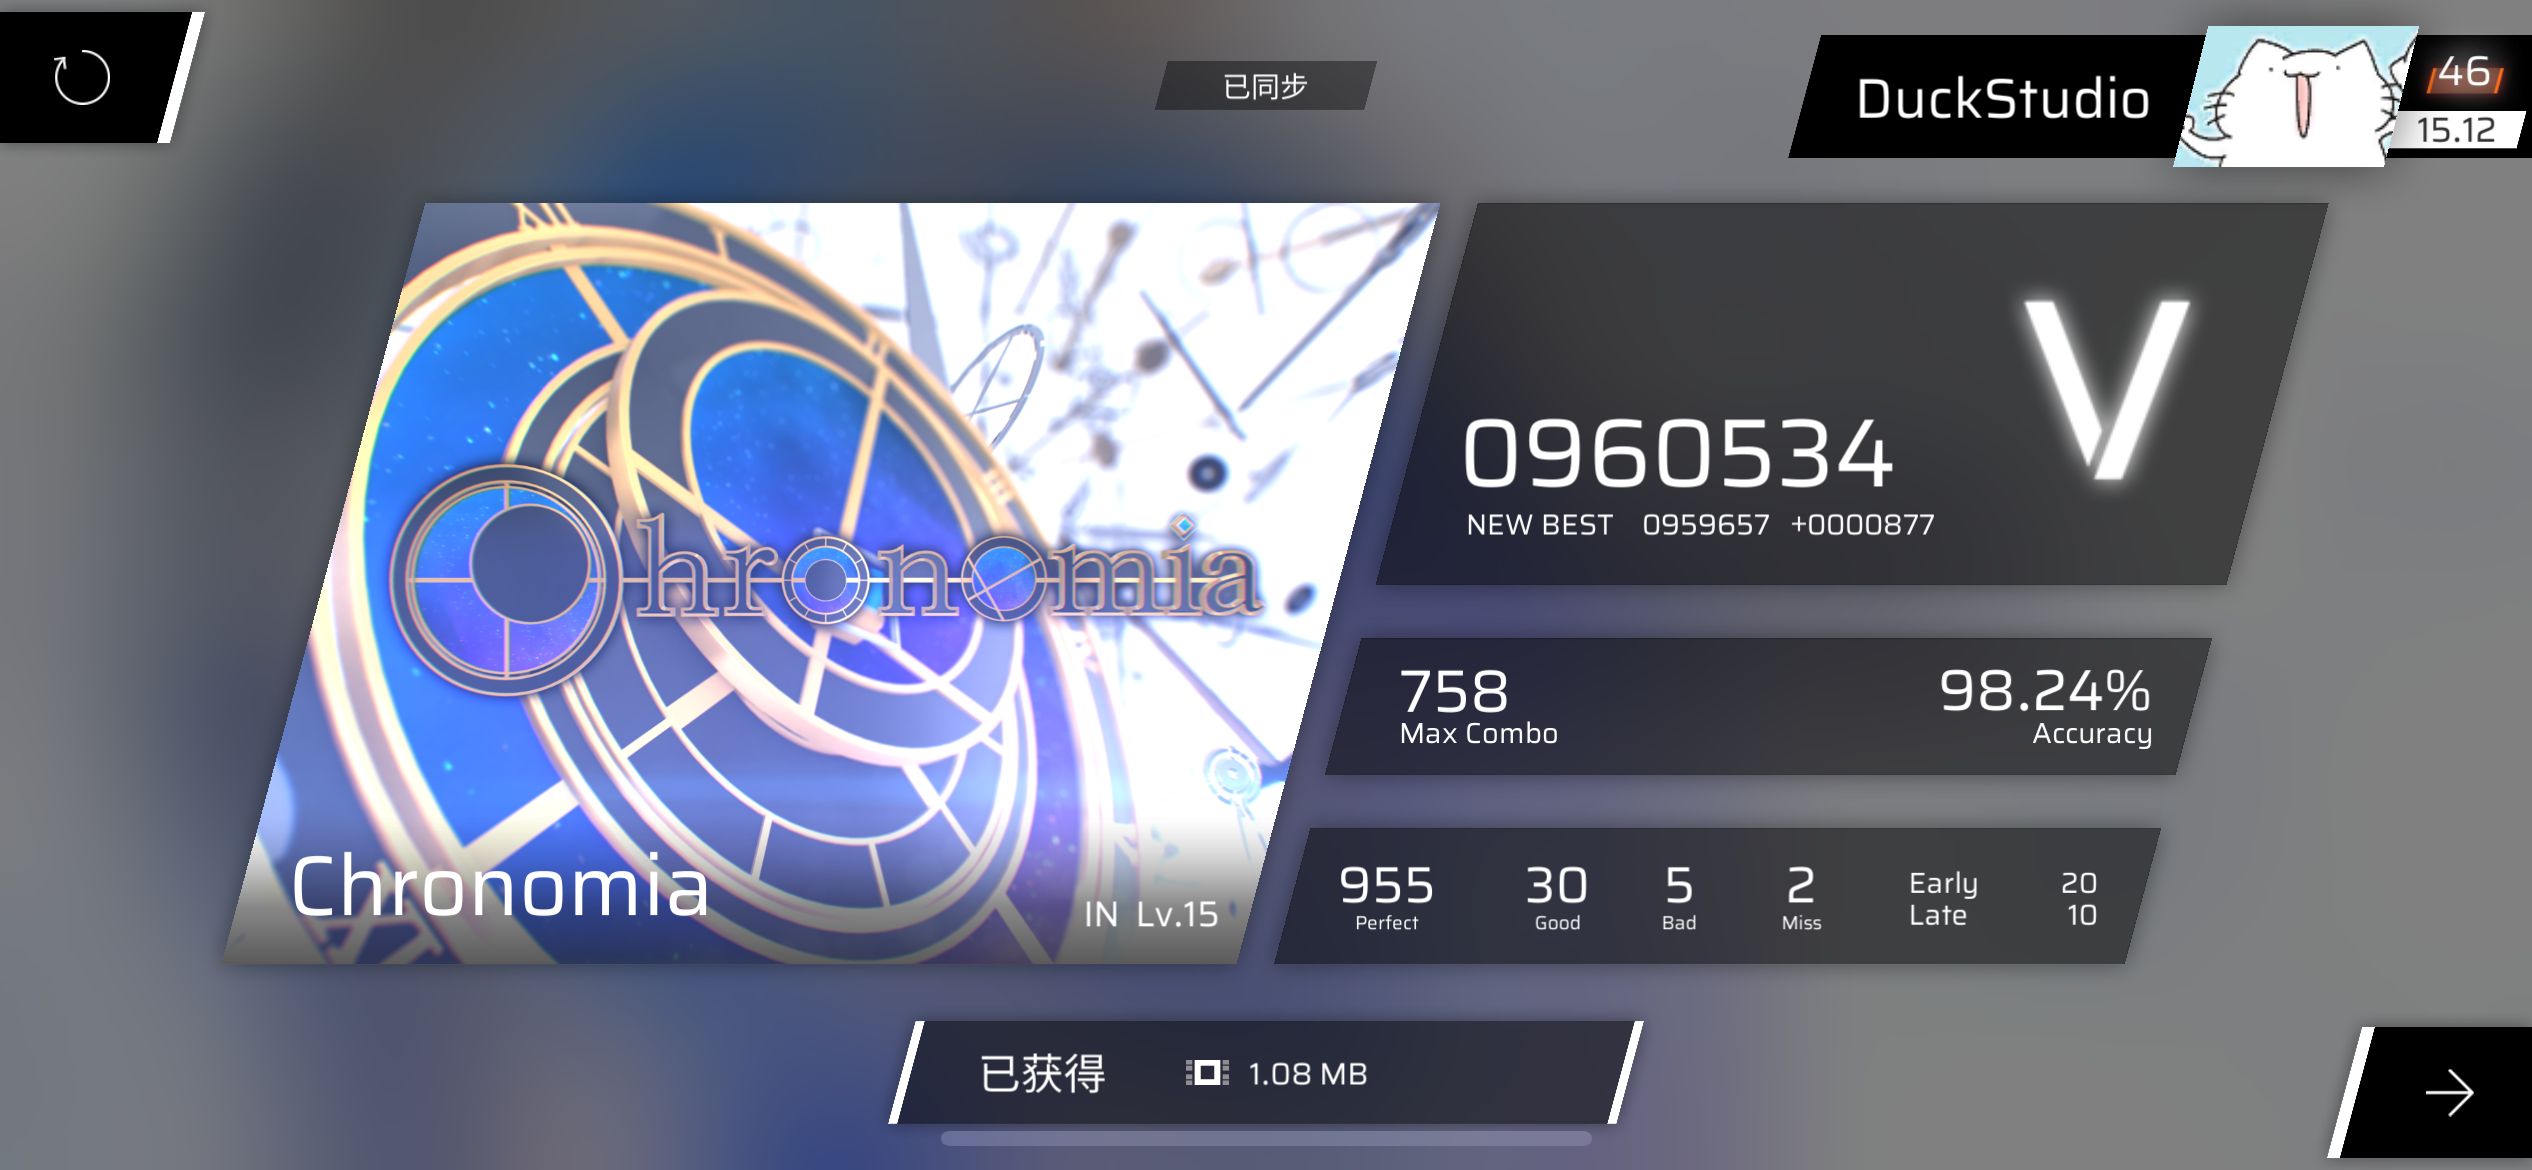 已同步
DuckStudio
46
15.12
Chronomia
Chronomia
IN Lv.15
V
0960534
NEW BEST 0959657 +0000877
758
Max Combo
98.24%
Accuracy
955
Perfect
30
Good
5
Bad
2
Miss
Early 20
Late 10
已获得 1.08 MB